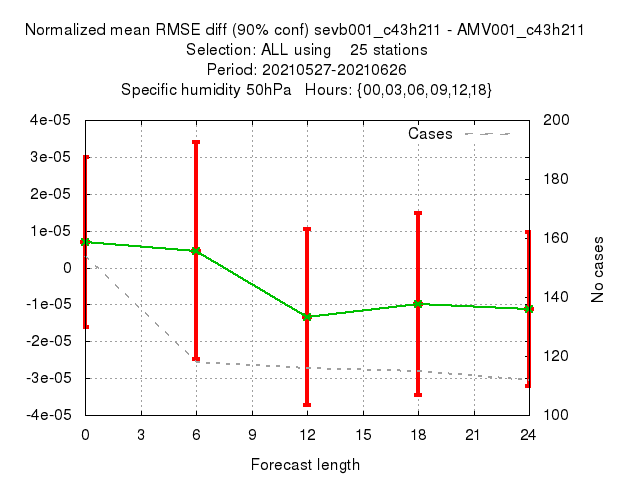 Normalized mean RMSE diff (90% conf) sevb001_c43h211 - AMV001_c43h211
Selection: ALL using    25 stations
Period: 20210527-20210626
Specific humidity 50hPa   Hours: {00,03,06,09,12,18}
4e-05
3e-05
2e-05
1e-05
0
-1e-05
-2e-05
-3e-05
-4e-05
Cases
200
180
160
140
120
100
No cases
0 3 6 9 12 15 18 21 24
Forecast length